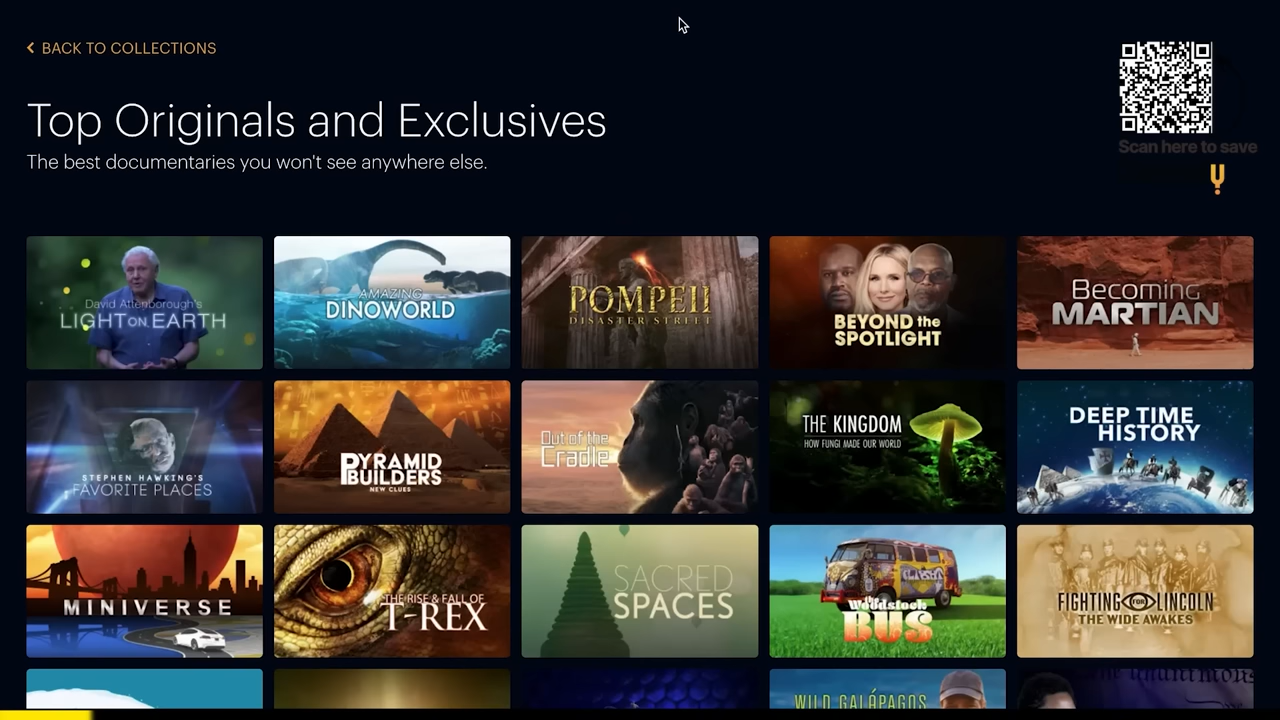 BACK TO COLLECTIONS
Top Originals and Exclusives
The best documentaries you won't see anywhere else.
Scan here to save
David Attenborough's
LIGHT ON EARTH
AMAZING
DINOWORLD
POMPEII
DISASTER STREET
BEYOND the
SPOTLIGHT
Becoming
MARTIAN
STEPHEN HAWKING'S
FAVORITE PLACES
PYRAMID
BUILDERS
NEW CLUES
Out of the
Cradle
THE KINGDOM
HOW FUNGI MADE OUR WORLD
DEEP TIME
HISTORY
MINIVERSE
THE RISE & FALL OF
T-REX
SACRED
SPACES
the
Woodstock
BUS
FIGHTING FOR LINCOLN
THE WIDE AWAKES
WILD GALÁPAGOS